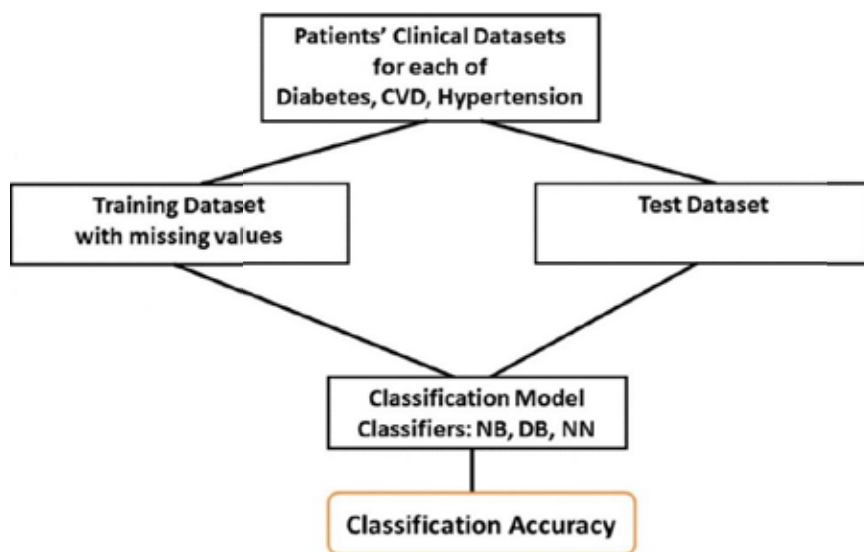 Patients' Clinical Datasets
for each of
Diabetes, CVD, Hypertension
Training Dataset
with missing values
Test Dataset
Classification Model
Classifiers: NB, DB, NN
Classification Accuracy